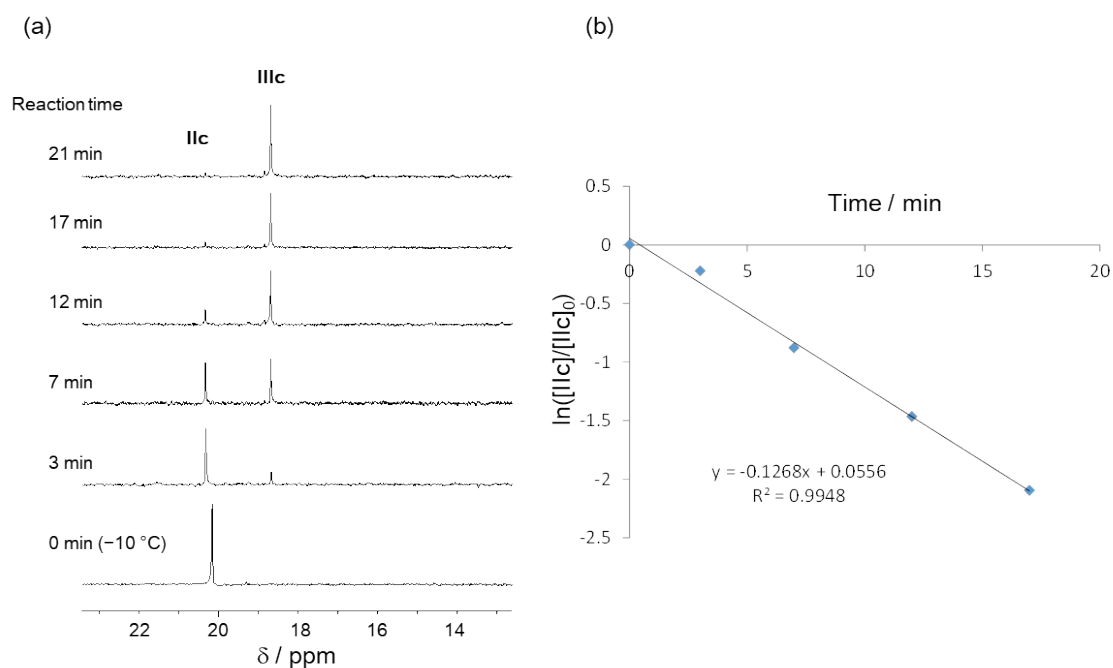 (a)
IIIc
Reaction time
IIc
21 min
17 min
12 min
7 min
3 min
0 min (−10 °C)
22 20 18 16 14
δ / ppm
(b)
Time / min
0.5
0
-0.5
-1
-1.5
-2
-2.5
0 5 10 15 20
ln([IIc]/[IIc]₀)
y = -0.1268x + 0.0556
R² = 0.9948